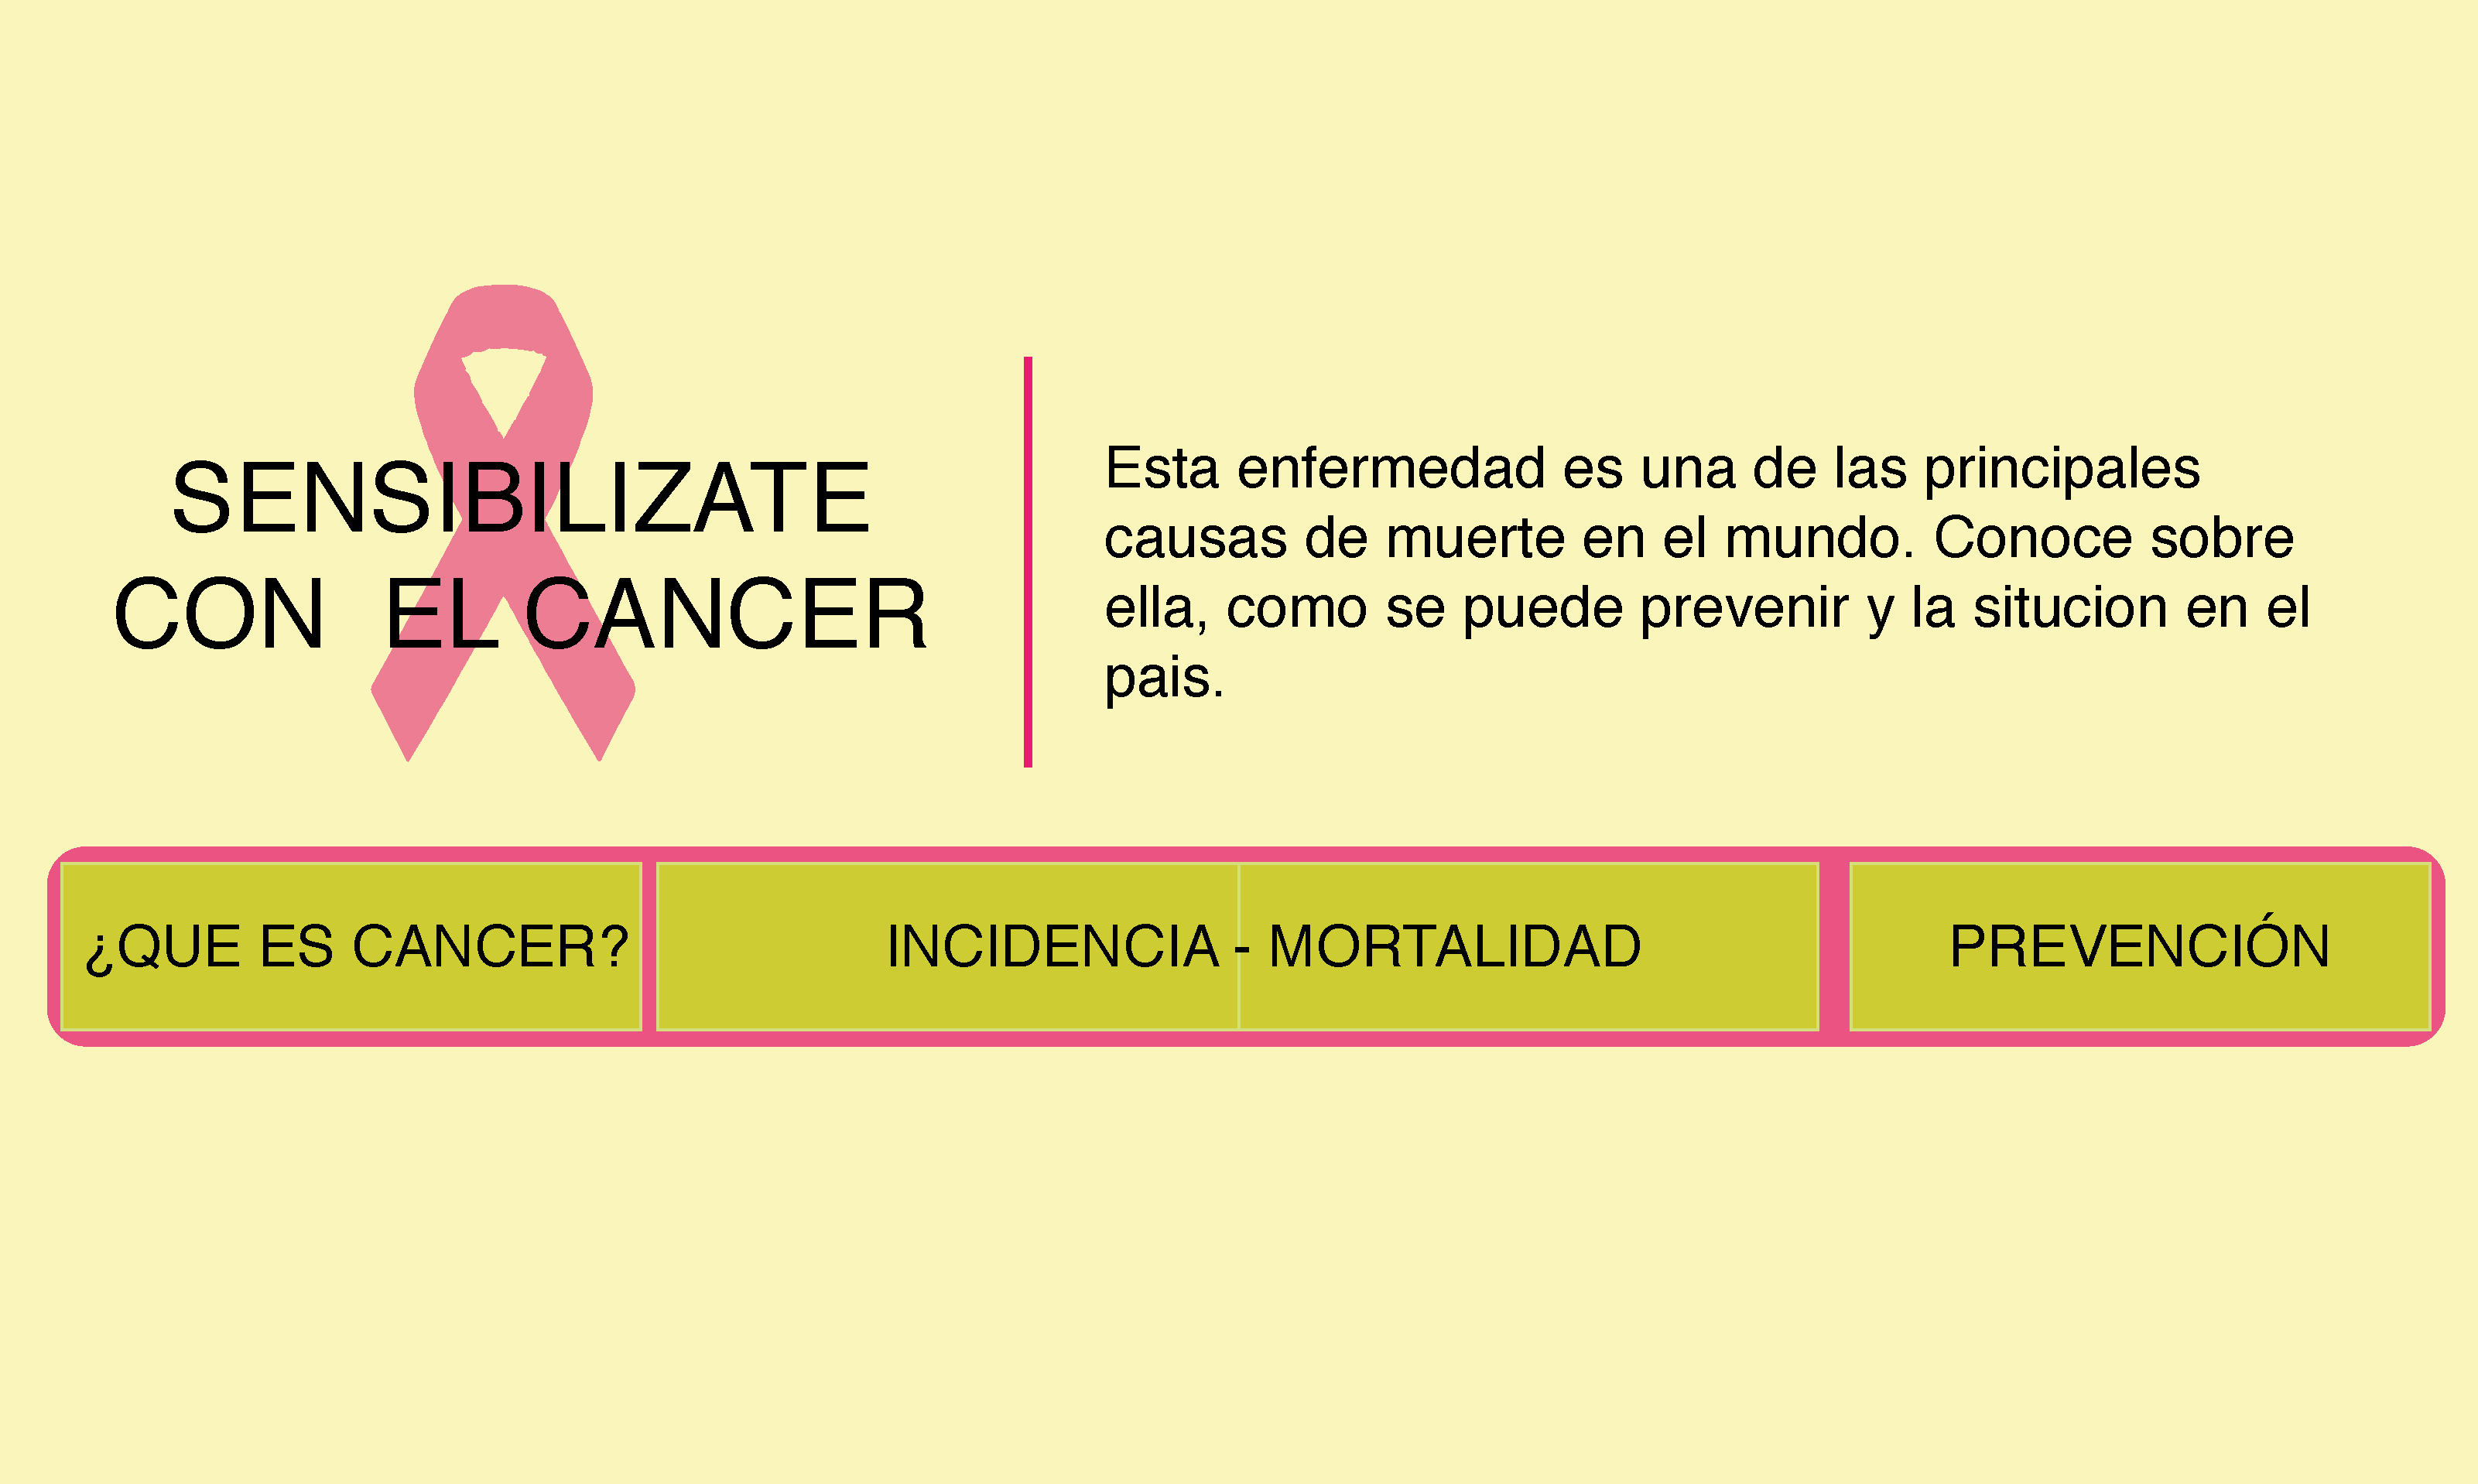 SENSIBILIZATE
CON EL CANCER
Esta enfermedad es una de las principales
causas de muerte en el mundo. Conoce sobre
ella, como se puede prevenir y la situcion en el
pais.
¿QUE ES CANCER?
INCIDENCIA - MORTALIDAD
PREVENCIÓN